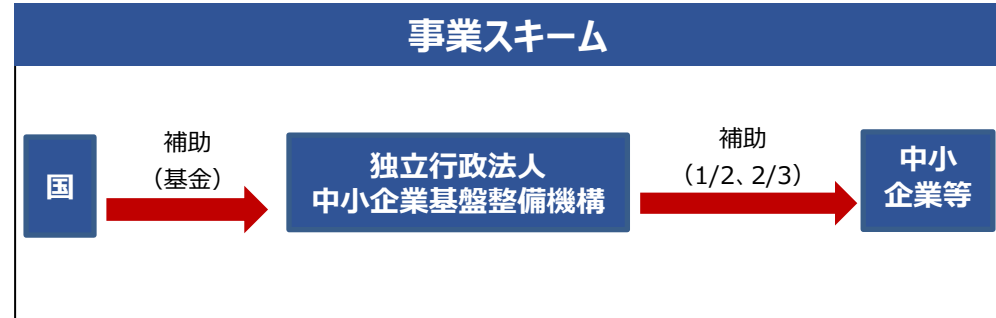 事業スキーム
国
補助
（基金）
独立行政法人
中小企業基盤整備機構
補助
（1/2、2/3）
中小
企業等